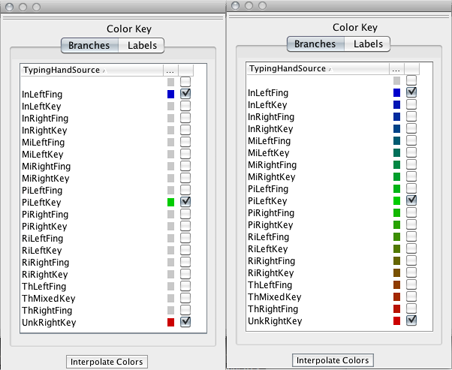 Color Key
Branches Labels
TypingHandSource ...
InLeftFing
InLeftKey
InRightFing
InRightKey
MiLeftFing
MiLeftKey
MiRightFing
MiRightKey
PiLeftFing
PiLeftKey
PiRightFing
PiRightKey
RiLeftFing
RiLeftKey
RiRightFing
RiRightKey
ThLeftFing
ThMixedKey
ThRightFing
UnkRightKey
Interpolate Colors
Color Key
Branches Labels
TypingHandSource ...
InLeftFing
InLeftKey
InRightFing
InRightKey
MiLeftFing
MiLeftKey
MiRightFing
MiRightKey
PiLeftFing
PiLeftKey
PiRightFing
PiRightKey
RiLeftFing
RiLeftKey
RiRightFing
RiRightKey
ThLeftFing
ThMixedKey
ThRightFing
UnkRightKey
Interpolate Colors